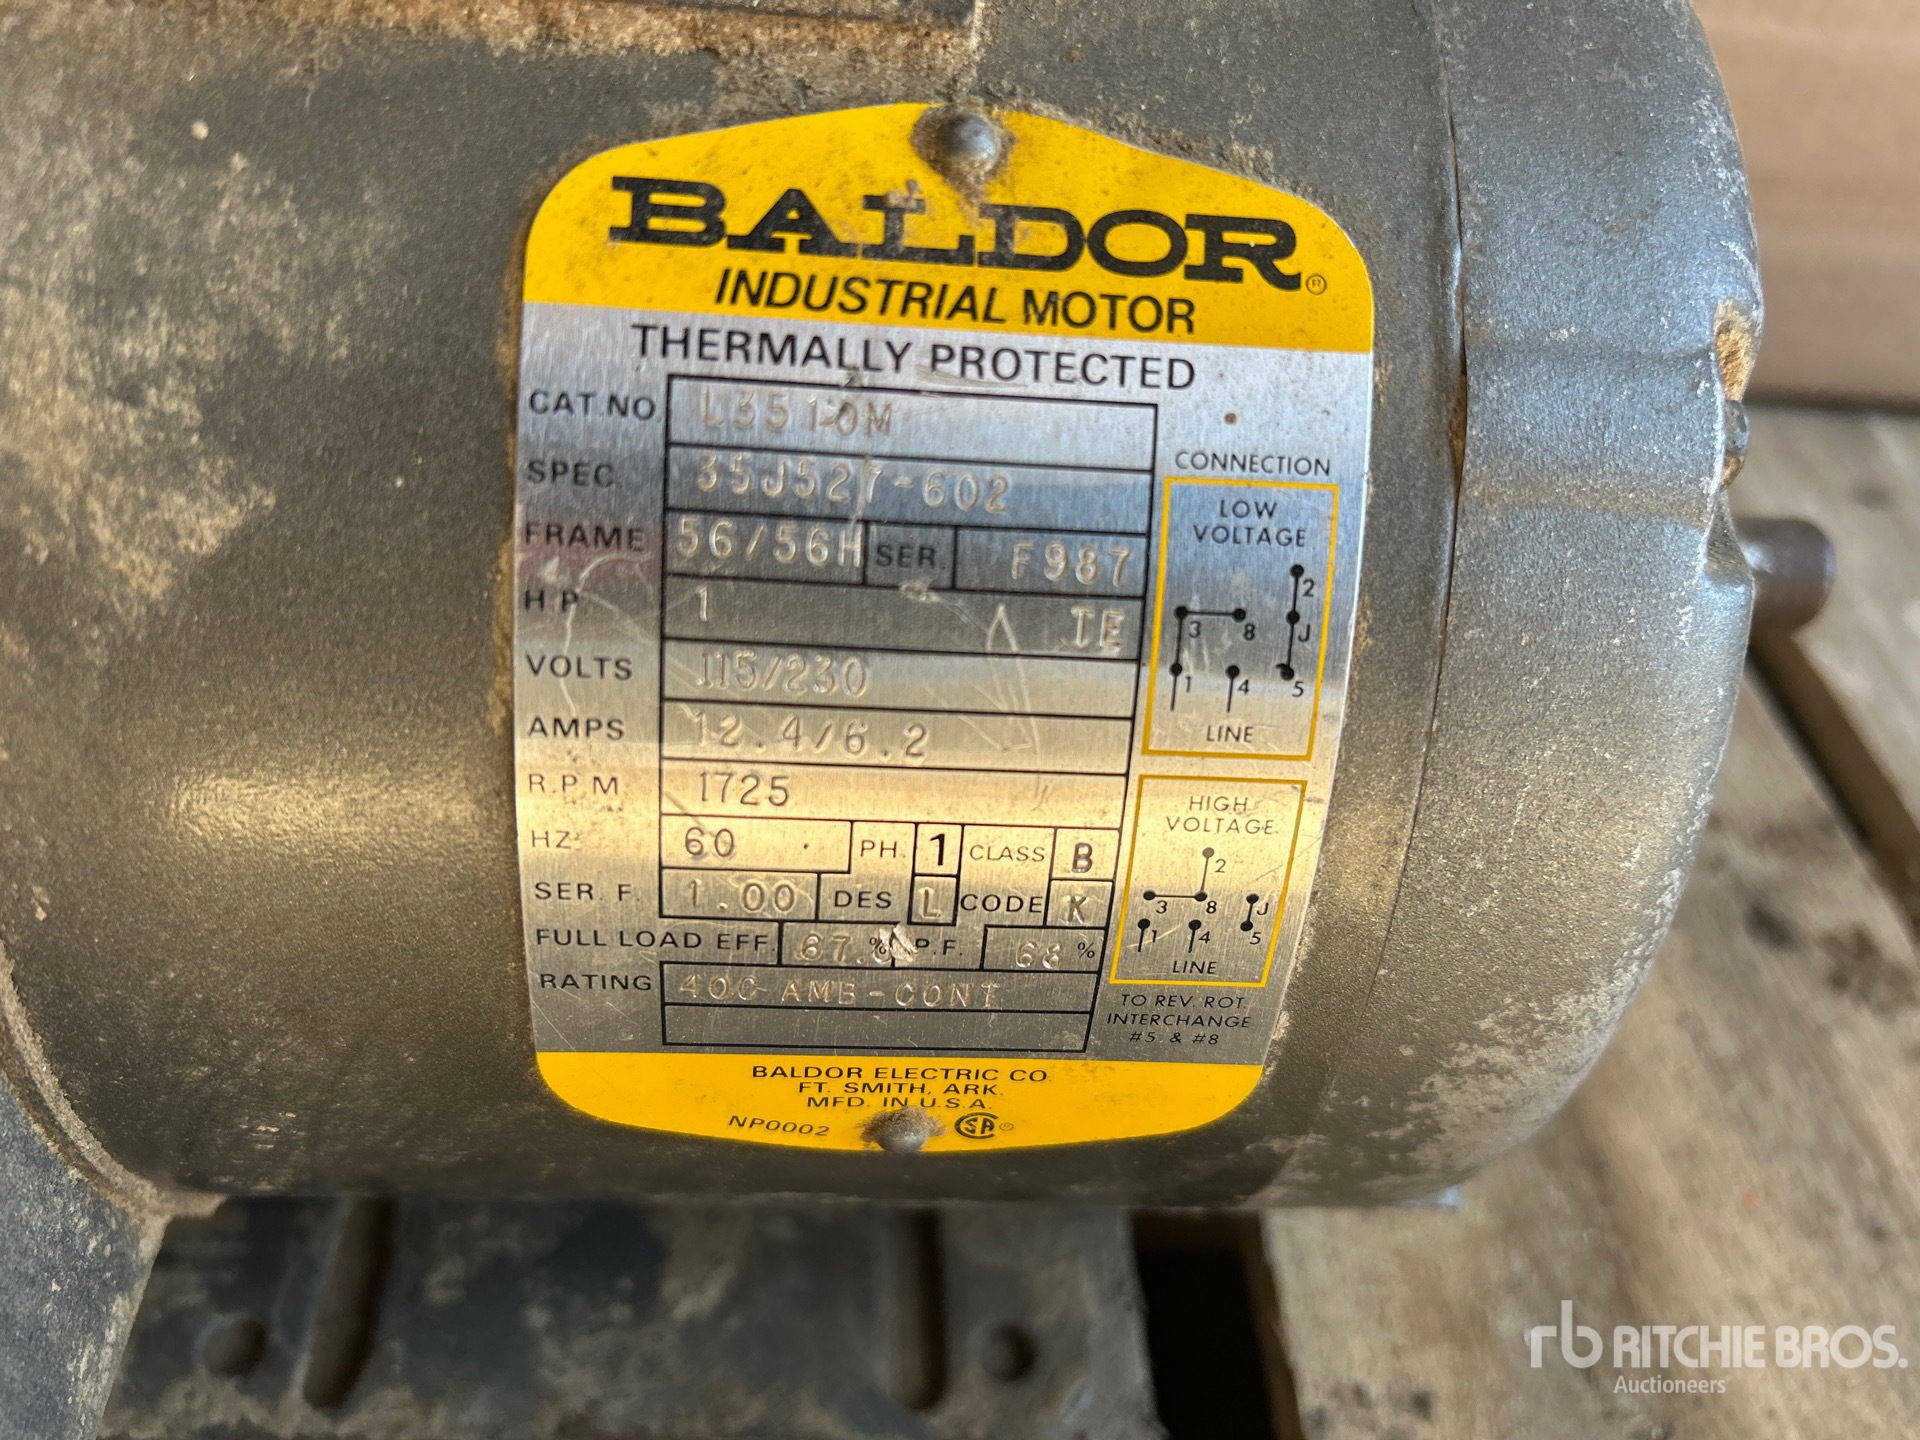 BALDOR®
INDUSTRIAL MOTOR
THERMALLY PROTECTED
CAT.NO. L3510M
SPEC. 35J527-602
FRAME 56/56H SER. F987
H.P. 1 TE
VOLTS 115/230
AMPS 12.4/6.2
R.P.M. 1725
HZ. 60 PH. 1 CLASS B
SER. F. 1.00 DES L CODE K
FULL LOAD EFF. % P.F. 68 %
RATING 40C AMB-CONT
CONNECTION
LOW
VOLTAGE
2
3 8 J
1 4 5
LINE
HIGH
VOLTAGE
2
3 8 J
1 4 5
LINE
TO REV. ROT.
INTERCHANGE
#5 & #8
BALDOR ELECTRIC CO.
FT. SMITH, ARK.
MFD. IN U.S.A.
NP0002 SA®
rb RITCHIE BROS.
Auctioneers